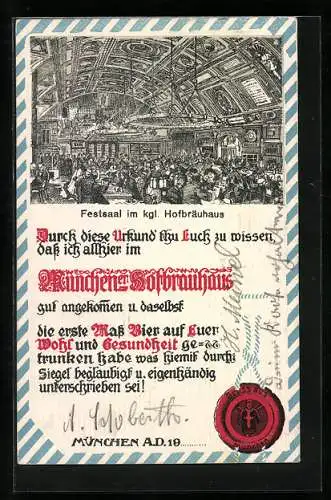 Festsaal im kgl. Hofbräuhaus
Durch diese Urkund thu Euch zu wissen,
daß ich allhier im
Münchner Hofbräuhaus
gut angekomen u. daselbst
die erste Maß Bier auf Euer
Wohl und Gesundheit ge=
trunken habe was hiemit durch
Siegel beglaubigt u. eigenhändig
unterschrieben sei!
MÜNCHEN A.D. 19..........